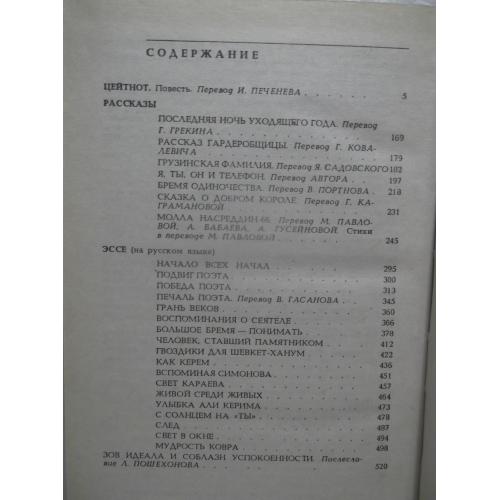 СОДЕРЖАНИЕ
ЦЕЙТНОТ. Повесть. Перевод И. ПЕЧЕНЕВА . . . . . . 5
РАССКАЗЫ
ПОСЛЕДНЯЯ НОЧЬ УХОДЯЩЕГО ГОДА. Перевод
Г. ГРЕКИНА . . . . . . . . . . . . 169
РАССКАЗ ГАРДЕРОБЩИЦЫ. Перевод Г. КОВА-
ЛЕВИЧА . . . . . . . . . . . . 179
ГРУЗИНСКАЯ ФАМИЛИЯ. Перевод Я. САДОВСКОГО 182
Я, ТЫ, ОН И ТЕЛЕФОН. Перевод АВТОРА . . . 197
БРЕМЯ ОДИНОЧЕСТВА. Перевод В. ПОРТНОВА . 218
СКАЗКА О ДОБРОМ КОРОЛЕ. Перевод Г. КА-
ГРАМАНОВОЙ . . . . . . . . . . . 231
МОЛЛА НАСРЕДДИН-66. Перевод М. ПАВЛО-
ВОЙ, А. БАБАЕВА, А. ГУСЕЙНОВОЙ. Стихи
в переводе М. ПАВЛОВОЙ . . . . . . . 245
ЭССЕ (на русском языке)
НАЧАЛО ВСЕХ НАЧАЛ . . . . . . . . 295
ПОДВИГ ПОЭТА . . . . . . . . . . 300
ПОБЕДА ПОЭТА . . . . . . . . . . 313
ПЕЧАЛЬ ПОЭТА. Перевод В. ГАСАНОВА . . . 345
ГРАНЬ ВЕКОВ . . . . . . . . . . 360
ВОСПОМИНАНИЯ О СЕЯТЕЛЕ . . . . . . 366
БОЛЬШОЕ БРЕМЯ — ПОНИМАТЬ . . . . . . 378
ЧЕЛОВЕК, СТАВШИЙ ПАМЯТНИКОМ . . . . 412
ГВОЗДИКИ ДЛЯ ШЕВКЕТ-ХАНУМ . . . . . 422
КАК КЕРЕМ . . . . . . . . . . . 436
ВСПОМИНАЯ СИМОНОВА . . . . . . . 451
СВЕТ КАРАЕВА . . . . . . . . . . 457
ЖИВОЙ СРЕДИ ЖИВЫХ . . . . . . . . 464
УЛЫБКА АЛИ КЕРИМА . . . . . . . . 473
С СОЛНЦЕМ НА «ТЫ» . . . . . . . . 478
СЛЕД . . . . . . . . . . . . 487
СВЕТ В ОКНЕ . . . . . . . . . . 494
МУДРОСТЬ КОВРА . . . . . . . . . 498
ЗОВ ИДЕАЛА И СОБЛАЗН УСПОКОЕННОСТИ. Послесло-
вие Л. ПОШЕХОНОВА . . . . . . . . . . 520